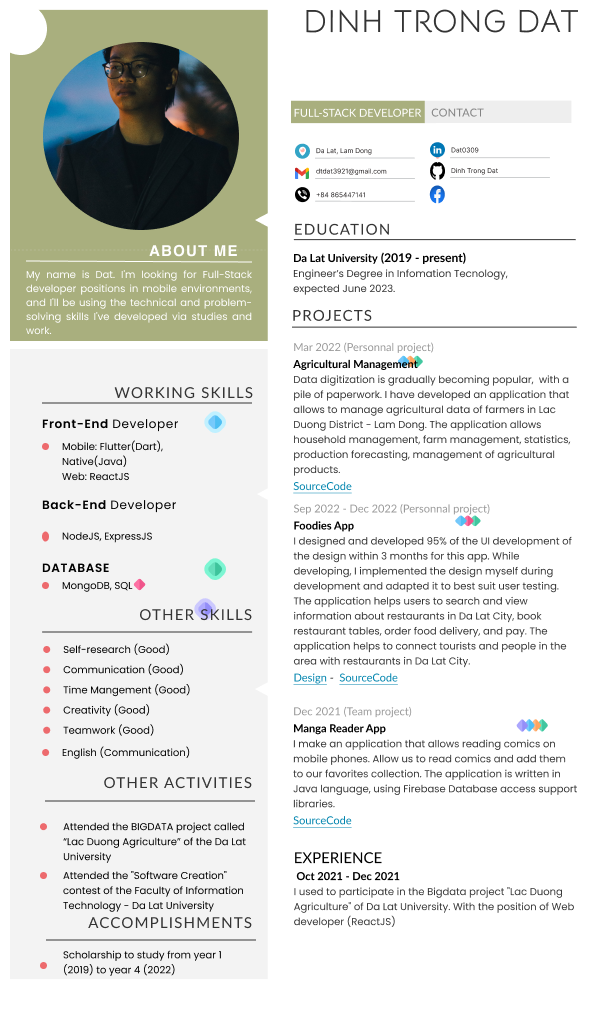 DINH TRONG DAT
FULL-STACK DEVELOPER
CONTACT
Da Lat, Lam Dong
Dat0309
dtdat3921@gmail.com
Dinh Trong Dat
+84 865447141
ABOUT ME
My name is Dat. I'm looking for Full-Stack
developer positions in mobile environments,
and I'll be using the technical and problem-
solving skills I've developed via studies and
work.
WORKING SKILLS
Front-End Developer
Mobile: Flutter(Dart),
Native(Java)
Web: ReactJS
Back-End Developer
NodeJS, ExpressJS
DATABASE
MongoDB, SQL
OTHER SKILLS
Self-research (Good)
Communication (Good)
Time Mangement (Good)
Creativity (Good)
Teamwork (Good)
English (Communication)
OTHER ACTIVITIES
Attended the BIGDATA project called
“Lac Duong Agriculture” of the Da Lat
University
Attended the "Software Creation"
contest of the Faculty of Information
Technology - Da Lat University
ACCOMPLISHMENTS
Scholarship to study from year 1
(2019) to year 4 (2022)
EDUCATION
Da Lat University (2019 - present)
Engineer's Degree in Infomation Tecnology,
expected June 2023.
PROJECTS
Mar 2022 (Personnal project)
Agricultural Management
Data digitization is gradually becoming popular, with a
pile of paperwork. I have developed an application that
allows to manage agricultural data of farmers in Lac
Duong District - Lam Dong. The application allows
household management, farm management, statistics,
production forecasting, management of agricultural
products.
SourceCode
Sep 2022 - Dec 2022 (Personnal project)
Foodies App
I designed and developed 95% of the UI development of
the design within 3 months for this app. While
developing, I implemented the design myself during
development and adapted it to best suit user testing.
The application helps users to search and view
information about restaurants in Da Lat City, book
restaurant tables, order food delivery, and pay. The
application helps to connect tourists and people in the
area with restaurants in Da Lat City.
Design - SourceCode
Dec 2021 (Team project)
Manga Reader App
I make an application that allows reading comics on
mobile phones. Allow us to read comics and add them
to our favorites collection. The application is written in
Java language, using Firebase Database access support
libraries.
SourceCode
EXPERIENCE
Oct 2021 - Dec 2021
I used to participate in the Bigdata project "Lac Duong
Agriculture" of Da Lat University. With the position of Web
developer (ReactJS)